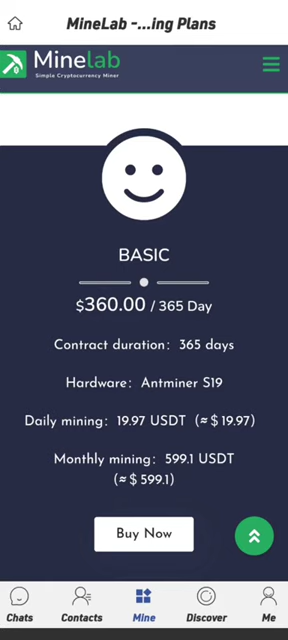 MineLab -...ing Plans
Minelab
Simple Cryptocurrency Miner
BASIC
$360.00 / 365 Day
Contract duration: 365 days
Hardware: Antminer S19
Daily mining: 19.97 USDT (≈$19.97)
Monthly mining: 599.1 USDT
(≈$599.1)
Buy Now
Chats Contacts Mine Discover Me